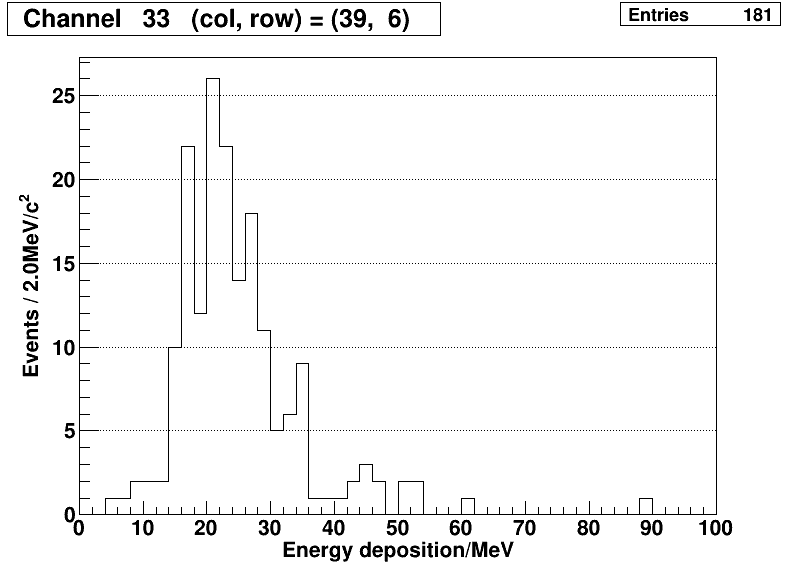 Channel 33 (col, row) = (39, 6)
Entries 181
Events / 2.0MeV/c²
25
20
15
10
5
0
0 10 20 30 40 50 60 70 80 90 100
Energy deposition/MeV